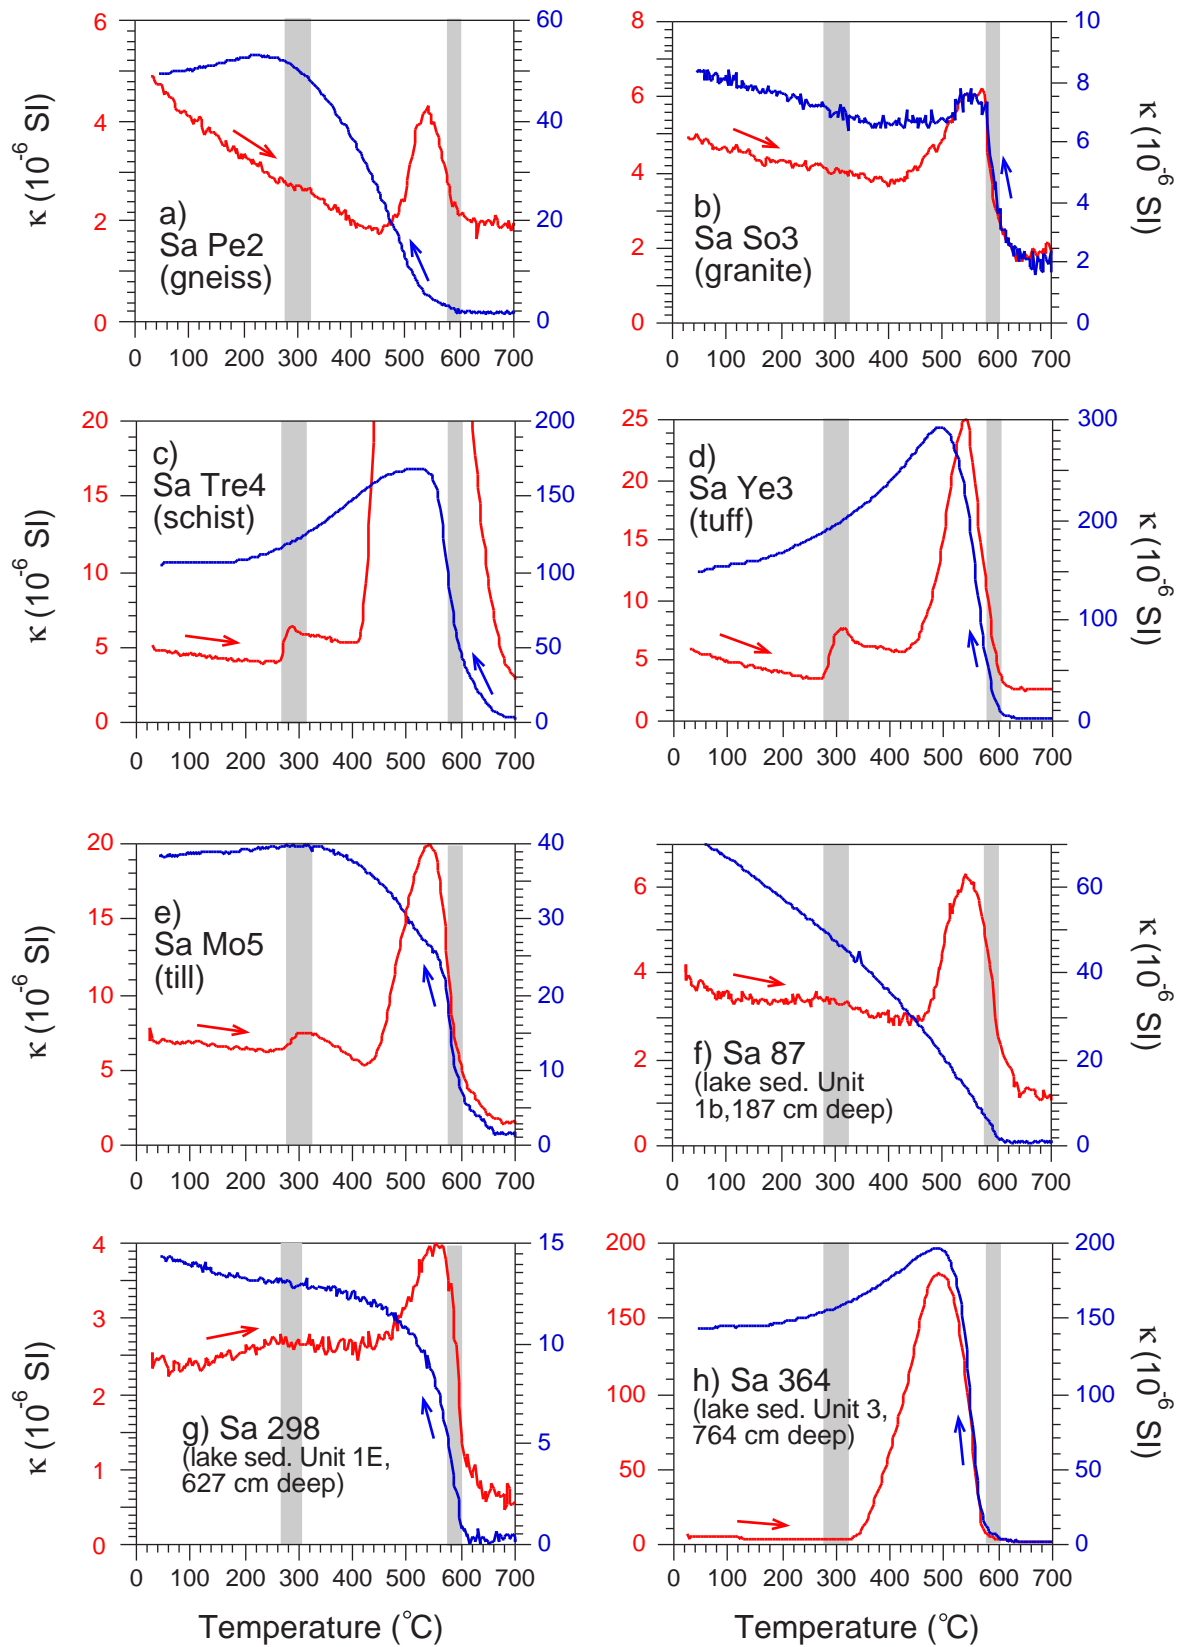 6 60 8 10
κ (10-6 SI)
4 40 6 8
2 20 4 6
0 0 2 4
0 2
0
κ (10-6 SI)
a)
Sa Pe2
(gneiss)
b)
Sa So3
(granite)
0 100 200 300 400 500 600 700
0 100 200 300 400 500 600 700
20 200 25 300
κ (10-6 SI)
15 150 20
10 100 15 200
5 50 10 100
0 0 5
0 0
κ (10-6 SI)
c)
Sa Tre4
(schist)
d)
Sa Ye3
(tuff)
0 100 200 300 400 500 600 700
0 100 200 300 400 500 600 700
20 40
κ (10-6 SI)
15 30 6 60
10 20 4 40
5 10 2 20
0 0 0 0
κ (10-6 SI)
e)
Sa Mo5
(till)
f) Sa 87
(lake sed. Unit
1b,187 cm deep)
0 100 200 300 400 500 600 700
0 100 200 300 400 500 600 700
4 15 200 200
κ (10-6 SI)
3 10 150 150
2 5 100 100
1 0 50 50
0 0 0
κ (10-6 SI)
g) Sa 298
(lake sed. Unit 1E,
627 cm deep)
h) Sa 364
(lake sed. Unit 3,
764 cm deep)
0 100 200 300 400 500 600 700
0 100 200 300 400 500 600 700
Temperature (°C)
Temperature (°C)